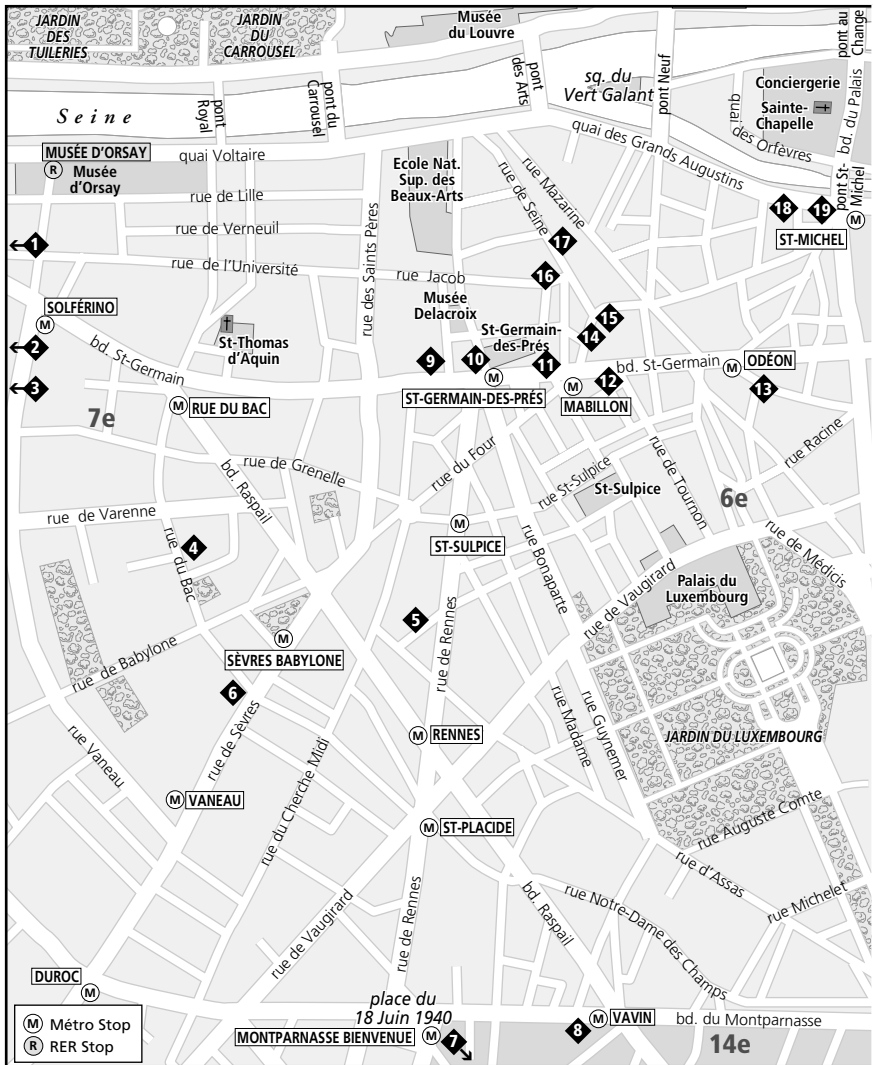 JARDIN
DES
TUILERIES
JARDIN
DU
CARROUSEL
Musée
du Louvre
pont au
Change
pont
Royal
pont du
Carrousel
pont
des Arts
sq. du
Vert Galant
pont Neuf
Conciergerie
Sainte-
Chapelle
bd. du Palais
quai
des Orfèvres
Seine
MUSÉE D'ORSAY
R
Musée
d'Orsay
quai Voltaire
Ecole Nat.
Sup. des
Beaux-Arts
quai des Grands Augustins
pont St-
Michel
rue de Lille
rue Mazarine
rue de Seine
rue de Verneuil
rue des Saints Pères
18
19
M
ST-MICHEL
17
1
rue de l'Université
rue Jacob
16
SOLFÉRINO
M
Musée
Delacroix
St-Thomas
d'Aquin
St-Germain-
des-Prés
15
14
2
bd. St-Germain
9
10
11
bd. St-Germain
ODÉON
M
3
M
ST-GERMAIN-DES-PRÉS
M
MABILLON
12
13
7e
M
RUE DU BAC
bd. Raspail
rue de Grenelle
rue du Four
rue St-Sulpice
St-Sulpice
rue de Tournon
rue Racine
6e
rue de Varenne
M
ST-SULPICE
rue Bonaparte
rue de Médicis
4
rue du Bac
rue de Vaugirard
Palais du
Luxembourg
5
rue de Rennes
rue de Babylone
M
SÈVRES BABYLONE
6
rue de Sèvres
rue Vaneau
M
RENNES
rue Madame
rue Guynemer
JARDIN DU LUXEMBOURG
M
VANEAU
rue du Cherche Midi
M
ST-PLACIDE
rue Auguste Comte
rue d'Assas
rue Michelet
rue de Vaugirard
rue de Rennes
bd. Raspail
rue Notre-Dame des Champs
DUROC
M
place du
18 Juin 1940
MONTPARNASSE BIENVENUE
M
7
8
M
VAVIN
bd. du Montparnasse
14e
M Métro Stop
R RER Stop